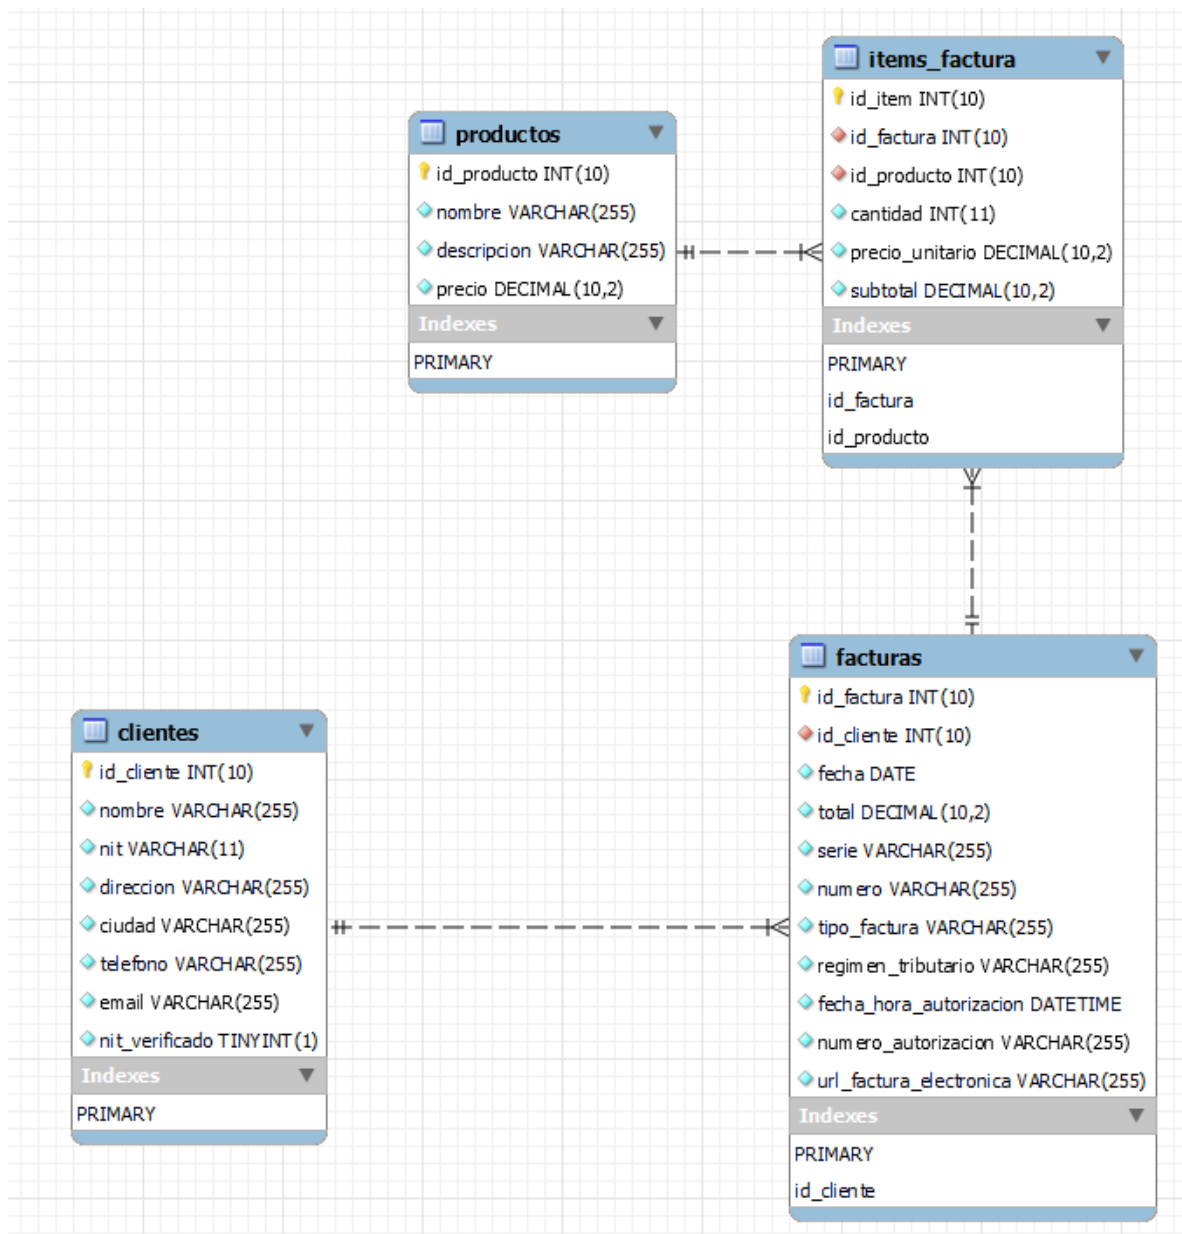 items_factura
id_item INT(10)
id_factura INT(10)
id_producto INT(10)
cantidad INT(11)
precio_unitario DECIMAL(10,2)
subtotal DECIMAL(10,2)
Indexes
PRIMARY
id_factura
id_producto
productos
id_producto INT(10)
nombre VARCHAR(255)
descripcion VARCHAR(255)
precio DECIMAL(10,2)
Indexes
PRIMARY
facturas
id_factura INT(10)
id_cliente INT(10)
fecha DATE
total DECIMAL(10,2)
serie VARCHAR(255)
numero VARCHAR(255)
tipo_factura VARCHAR(255)
regimen_tributario VARCHAR(255)
fecha_hora_autorizacion DATETIME
numero_autorizacion VARCHAR(255)
url_factura_electronica VARCHAR(255)
Indexes
PRIMARY
id_cliente
clientes
id_cliente INT(10)
nombre VARCHAR(255)
nit VARCHAR(11)
direccion VARCHAR(255)
ciudad VARCHAR(255)
telefono VARCHAR(255)
email VARCHAR(255)
nit_verificado TINYINT(1)
Indexes
PRIMARY